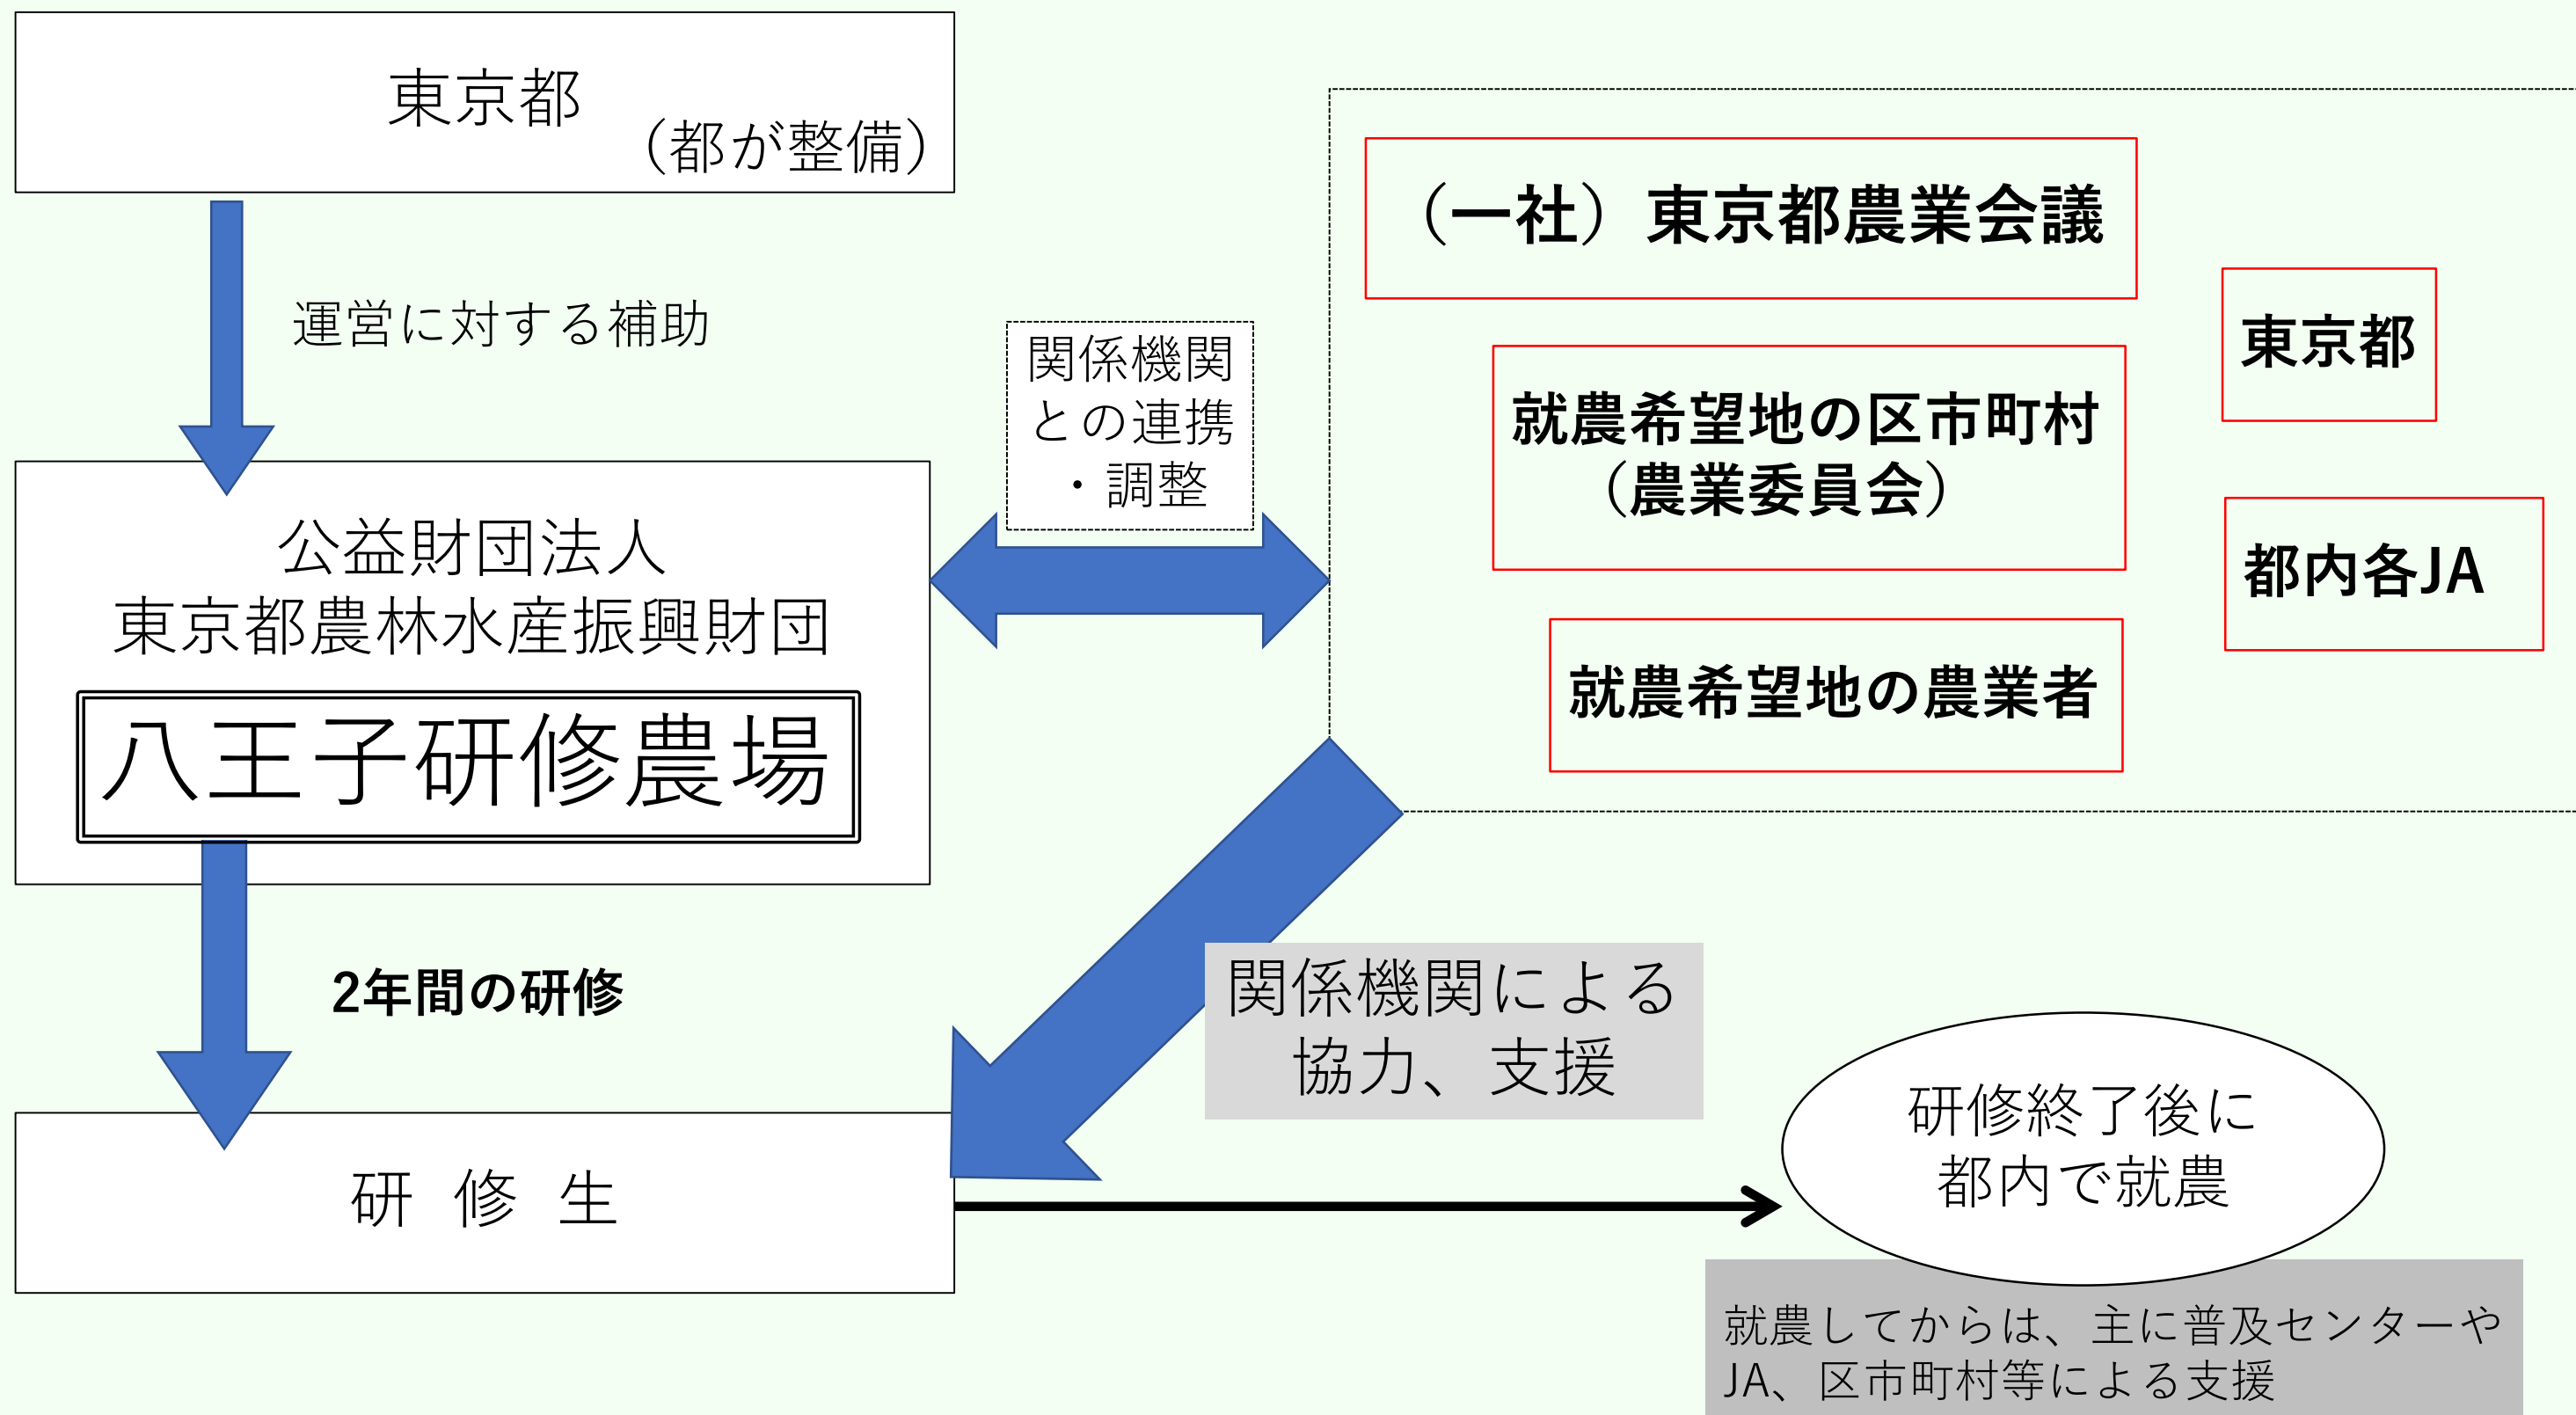 東京都
（都が整備）
運営に対する補助
公益財団法人
東京都農林水産振興財団
八王子研修農場
2年間の研修
研 修 生
関係機関
との連携
・調整
（一社）東京都農業会議
就農希望地の区市町村
（農業委員会）
就農希望地の農業者
東京都
都内各JA
関係機関による
協力、支援
研修終了後に
都内で就農
就農してからは、主に普及センターや
JA、区市町村等による支援